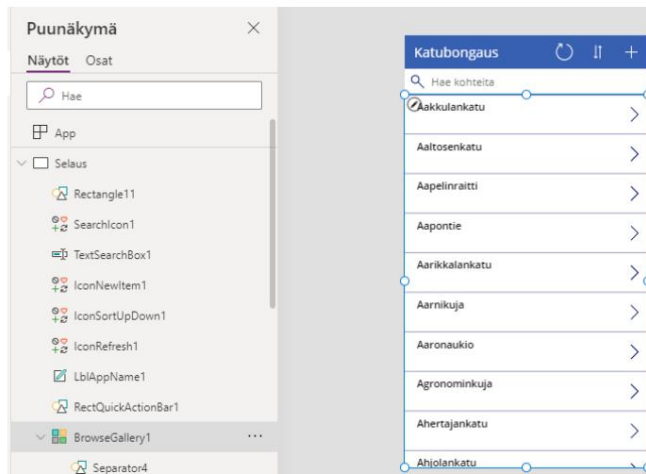 Puunäkymä
Näytöt Osat
Hae
App
Selaus
Rectangle11
SearchIcon1
TextSearchBox1
IconNewItem1
IconSortUpDown1
IconRefresh1
LblAppName1
RectQuickActionBar1
BrowseGallery1
Separator4
Katubongaus
Hae kohteita
Aakkulankatu
Aaltosenkatu
Aapelinraitti
Aapontie
Aarikkalankatu
Aarnikuja
Aaronaukio
Agronominkuja
Ahertajankatu
Ahjolankatu